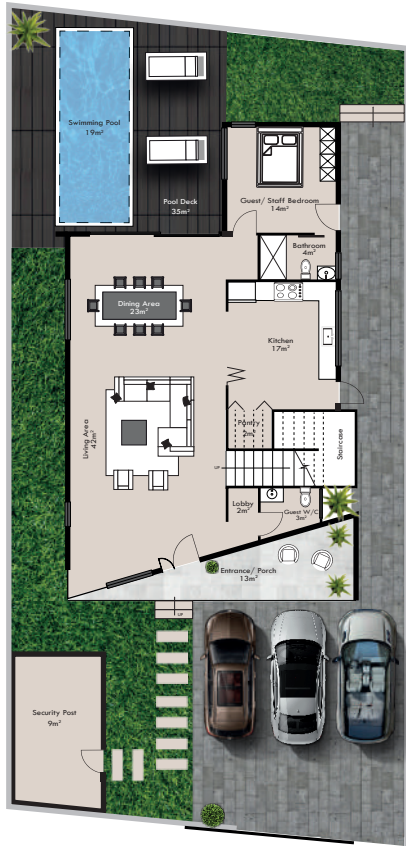 Swimming Pool
19m²
Pool Deck
35m²
Guest/ Staff Bedroom
14m²
Bathroom
4m²
Dining Area
23m²
Kitchen
17m²
Living Area
42m²
Pantry
2m²
Staircase
UP
Lobby
2m²
Guest W/C
3m²
Entrance/ Porch
13m²
UP
Security Post
9m²